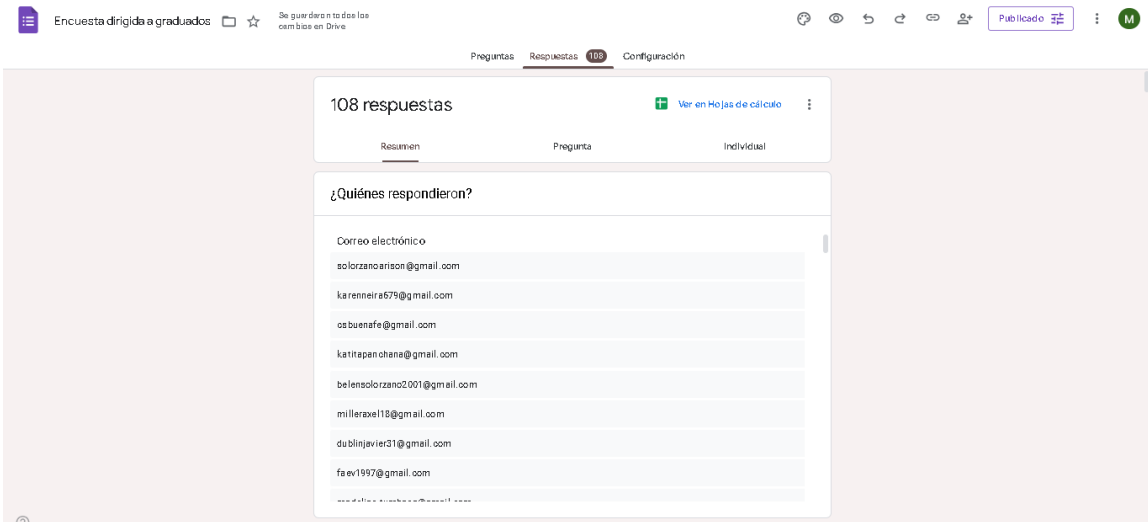 Encuesta dirigida a graduados
Se guardaron todos los
cambios en Drive
Publicado
M
Preguntas Respuestas 108 Configuración
108 respuestas
Ver en Hojas de cálculo
Resumen Pregunta Individual
¿Quiénes respondieron?
Correo electrónico
solorzanoarison@gmail.com
karenneira679@gmail.com
osbuenafe@gmail.com
katitapanchana@gmail.com
belensolorzano2001@gmail.com
milleraxel18@gmail.com
dublinjavier31@gmail.com
faev1997@gmail.com